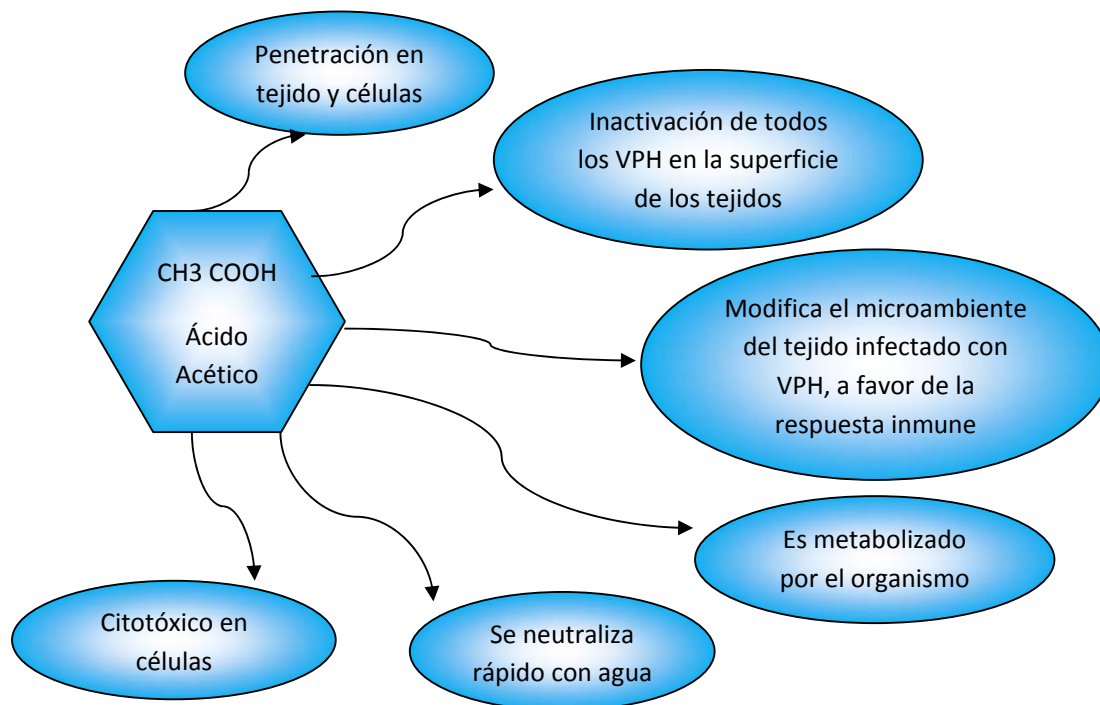 Penetración en
tejido y células
Inactivación de todos
los VPH en la superficie
de los tejidos
CH3 COOH
Ácido
Acético
Modifica el microambiente
del tejido infectado con
VPH, a favor de la
respuesta inmune
Es metabolizado
por el organismo
Citotóxico en
células
Se neutraliza
rápido con agua